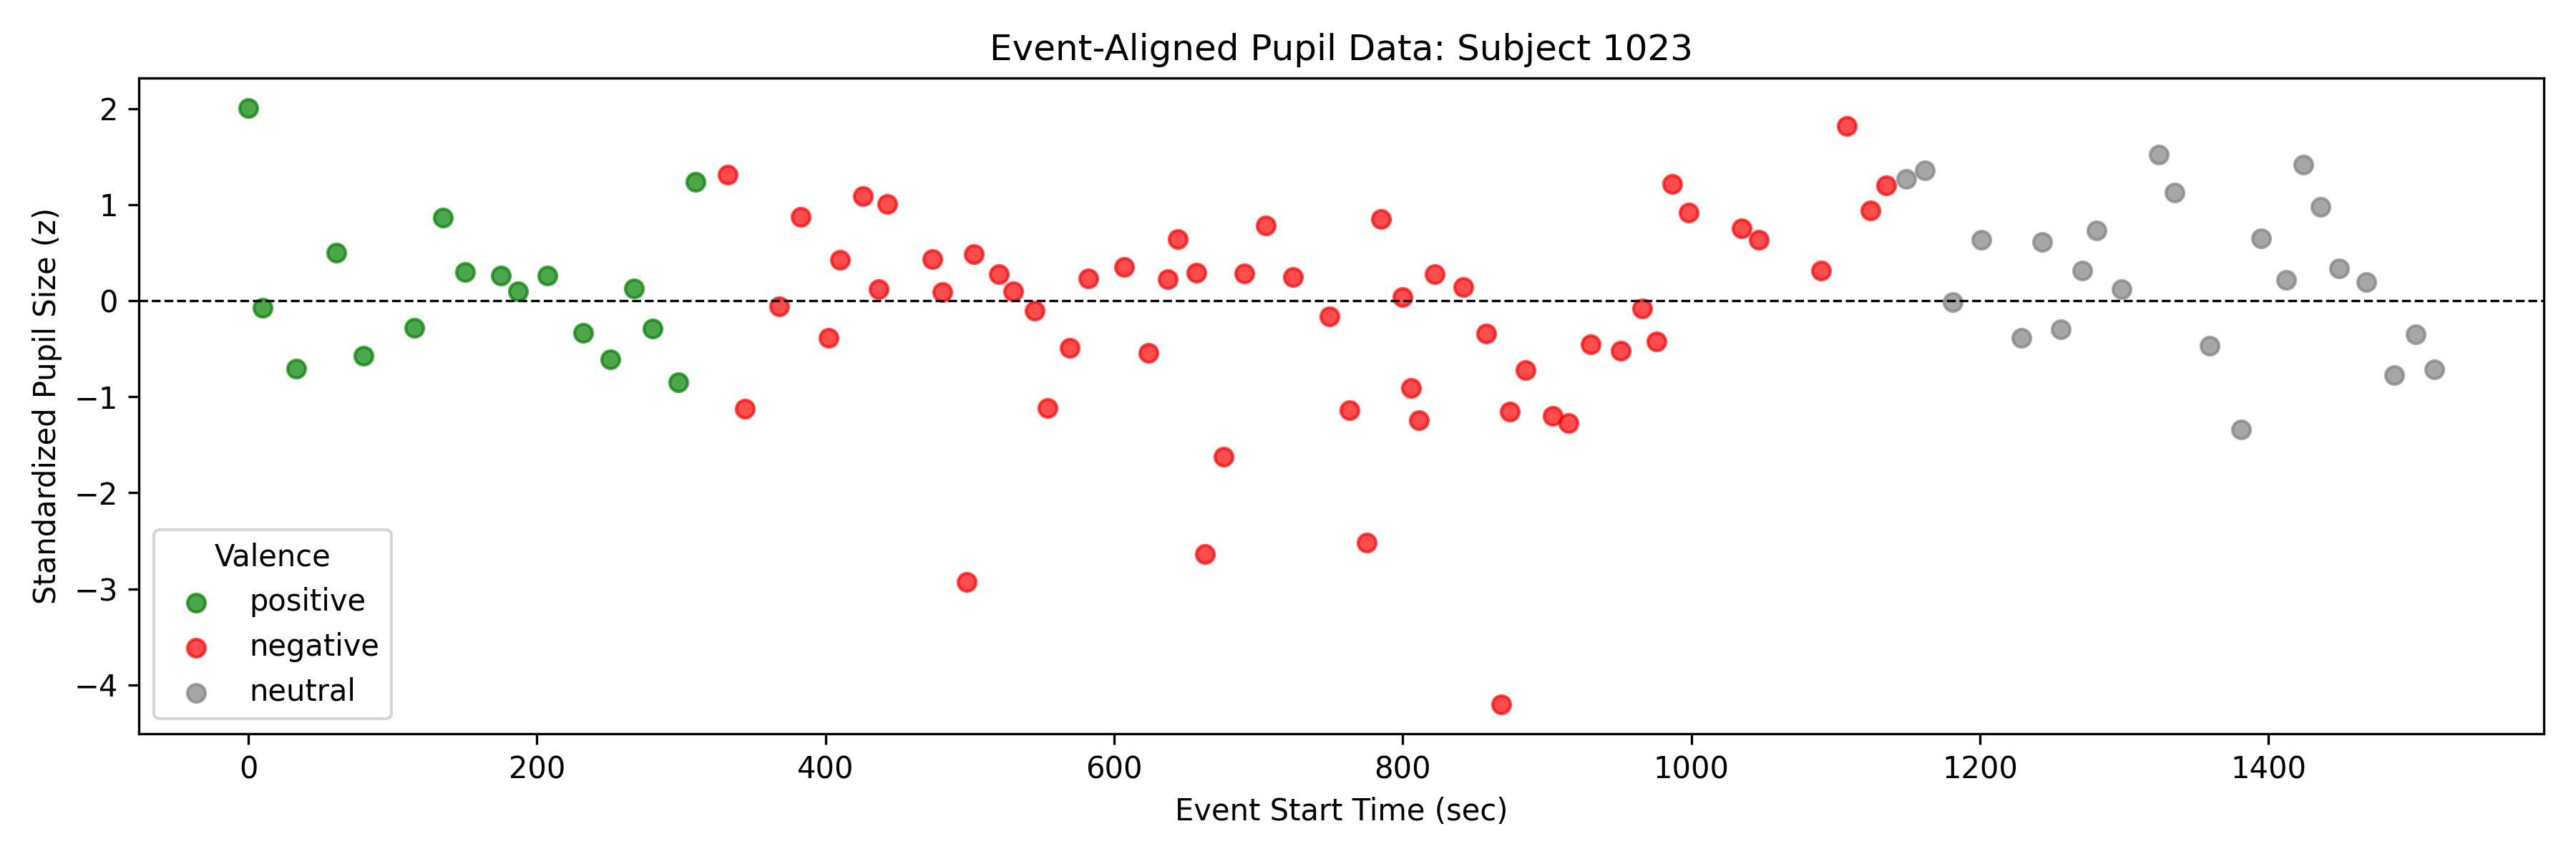 Event-Aligned Pupil Data: Subject 1023
Standardized Pupil Size (z)
2
1
0
−1
−2
−3
−4
Valence
positive
negative
neutral
0 200 400 600 800 1000 1200 1400
Event Start Time (sec)